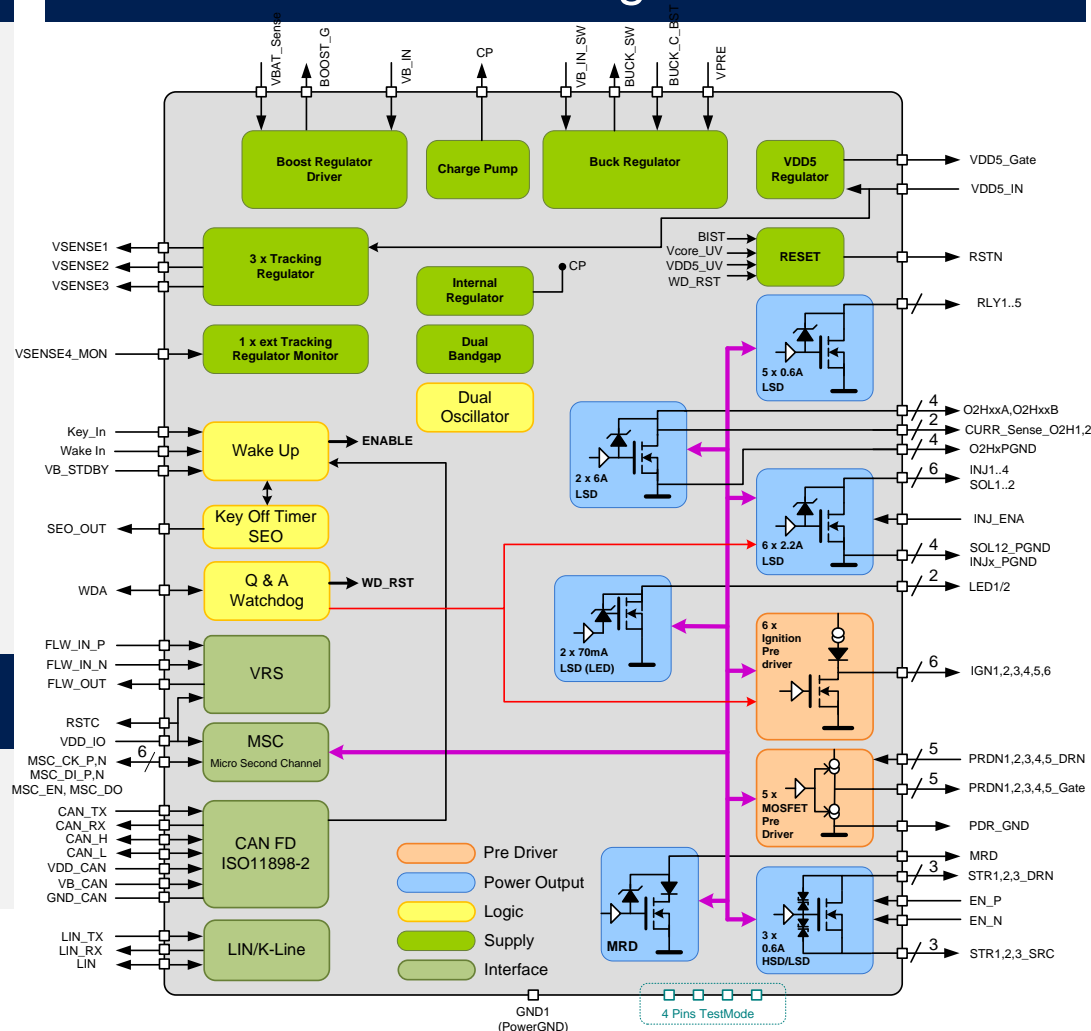 VBAT_Sense
BOOST_G
VB_IN
CP
VB_IN_SW
BUCK_SW
BUCK_C_BST
VPRE
Boost Regulator
Driver
Charge Pump
Buck Regulator
VDD5
Regulator
VDD5_Gate
VDD5_IN
VSENSE1
VSENSE2
VSENSE3
3 x Tracking
Regulator
BIST
Vcore_UV
VDD5_UV
WD_RST
RESET
RSTN
Internal
Regulator
CP
RLY1..5
5 x 0.6A
LSD
VSENSE4_MON
1 x ext Tracking
Regulator Monitor
Dual
Bandgap
Dual
Oscillator
4
O2HxxA,O2HxxB
2
CURR_Sense_O2H1,2
4
O2HxPGND
2 x 6A
LSD
Key_In
Wake In
VB_STDBY
Wake Up
ENABLE
6
INJ1..4
SOL1..2
INJ_ENA
6 x 2.2A
LSD
4
SOL12_PGND
INJx_PGND
SEO_OUT
Key Off Timer
SEO
WDA
Q & A
Watchdog
WD_RST
2
LED1/2
2 x 70mA
LSD (LED)
FLW_IN_P
FLW_IN_N
FLW_OUT
VRS
6 x
Ignition
Pre
driver
6
IGN1,2,3,4,5,6
RSTC
VDD_IO
6
MSC_CK_P,N
MSC_DI_P,N
MSC_EN, MSC_DO
MSC
Micro Second Channel
5
PRDN1,2,3,4,5_DRN
5
PRDN1,2,3,4,5_Gate
5 x
MOSFET
Pre
Driver
PDR_GND
CAN_TX
CAN_RX
CAN_H
CAN_L
VDD_CAN
VB_CAN
GND_CAN
CAN FD
ISO11898-2
Pre Driver
Power Output
Logic
Supply
Interface
MRD
MRD
3
STR1,2,3_DRN
EN_P
EN_N
3 x
0.6A
HSD/LSD
3
STR1,2,3_SRC
LIN_TX
LIN_RX
LIN
LIN/K-Line
GND1
(PowerGND)
4 Pins TestMode